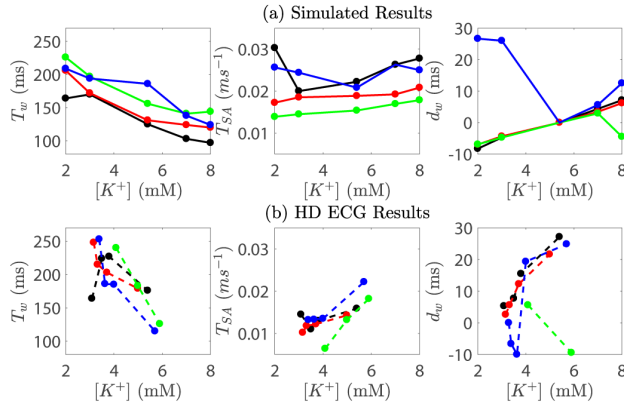 (a) Simulated Results
250
200
150
100
T_w (ms)
2 4 6 8
[K⁺] (mM)
0.03
0.02
0.01
T_SA (ms⁻¹)
2 4 6 8
[K⁺] (mM)
30
20
10
0
-10
d_w (ms)
2 4 6 8
[K⁺] (mM)
(b) HD ECG Results
250
200
150
100
T_w (ms)
2 4 6 8
[K⁺] (mM)
0.03
0.02
0.01
T_SA (ms⁻¹)
2 4 6 8
[K⁺] (mM)
30
20
10
0
-10
d_w (ms)
2 4 6 8
[K⁺] (mM)